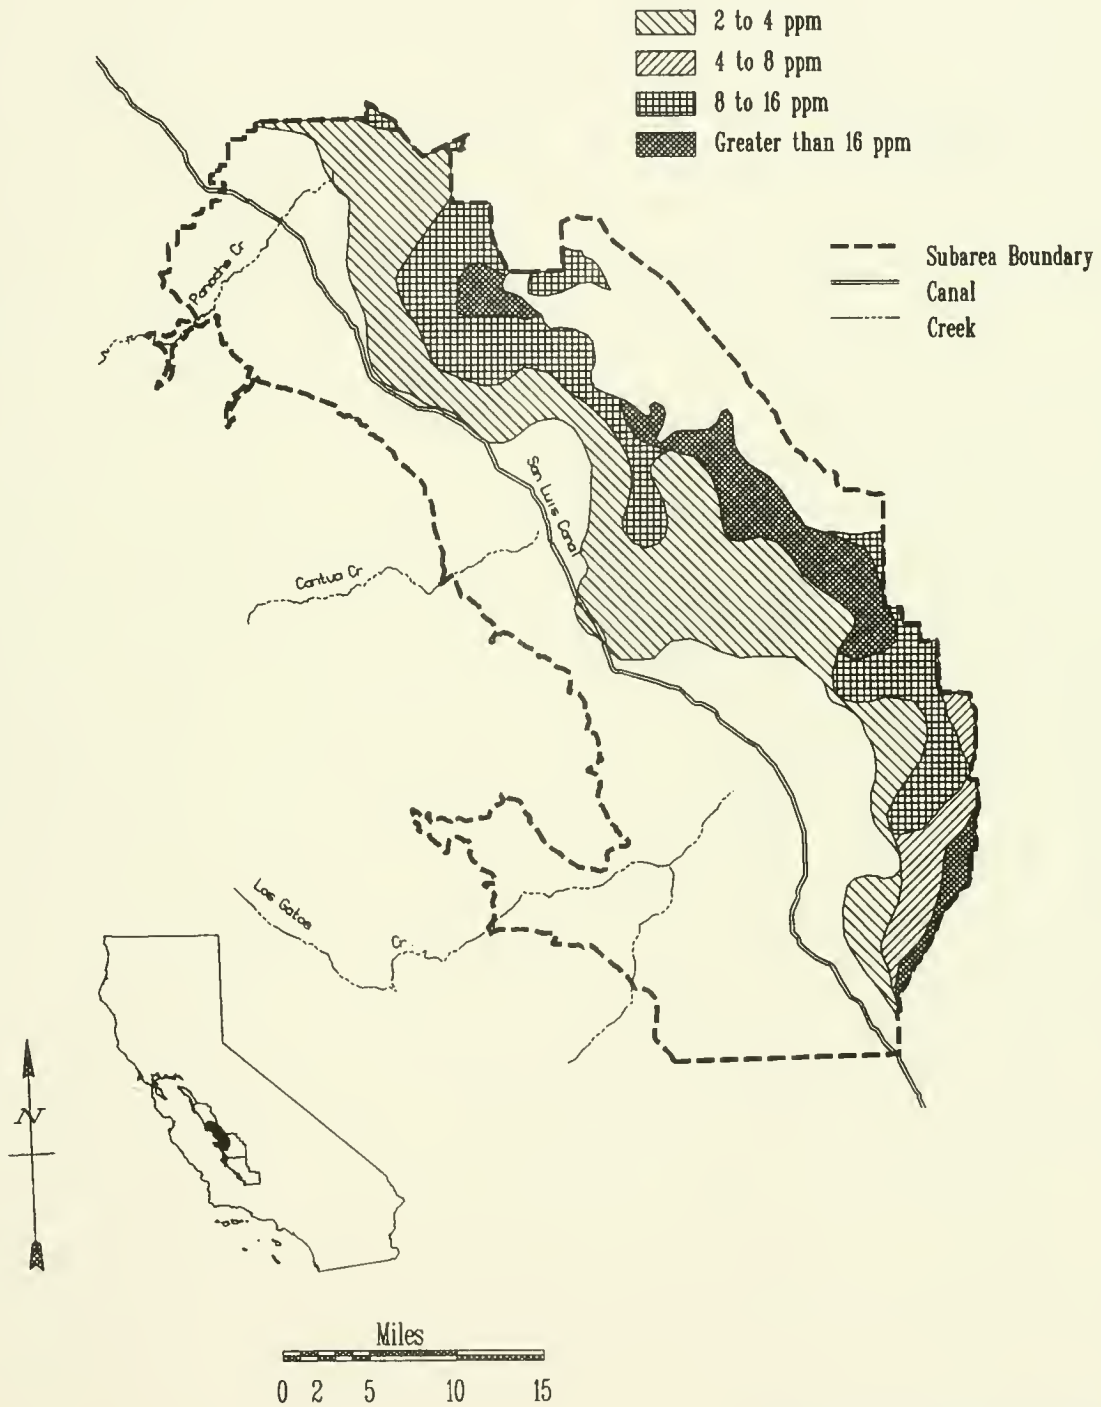 2 to 4 ppm
4 to 8 ppm
8 to 16 ppm
Greater than 16 ppm
Subarea Boundary
Canal
Creek
Panoche Cr
San Luis Canal
Cantua Cr
Los Gatos
Cr.
N
Miles
0 2 5 10 15